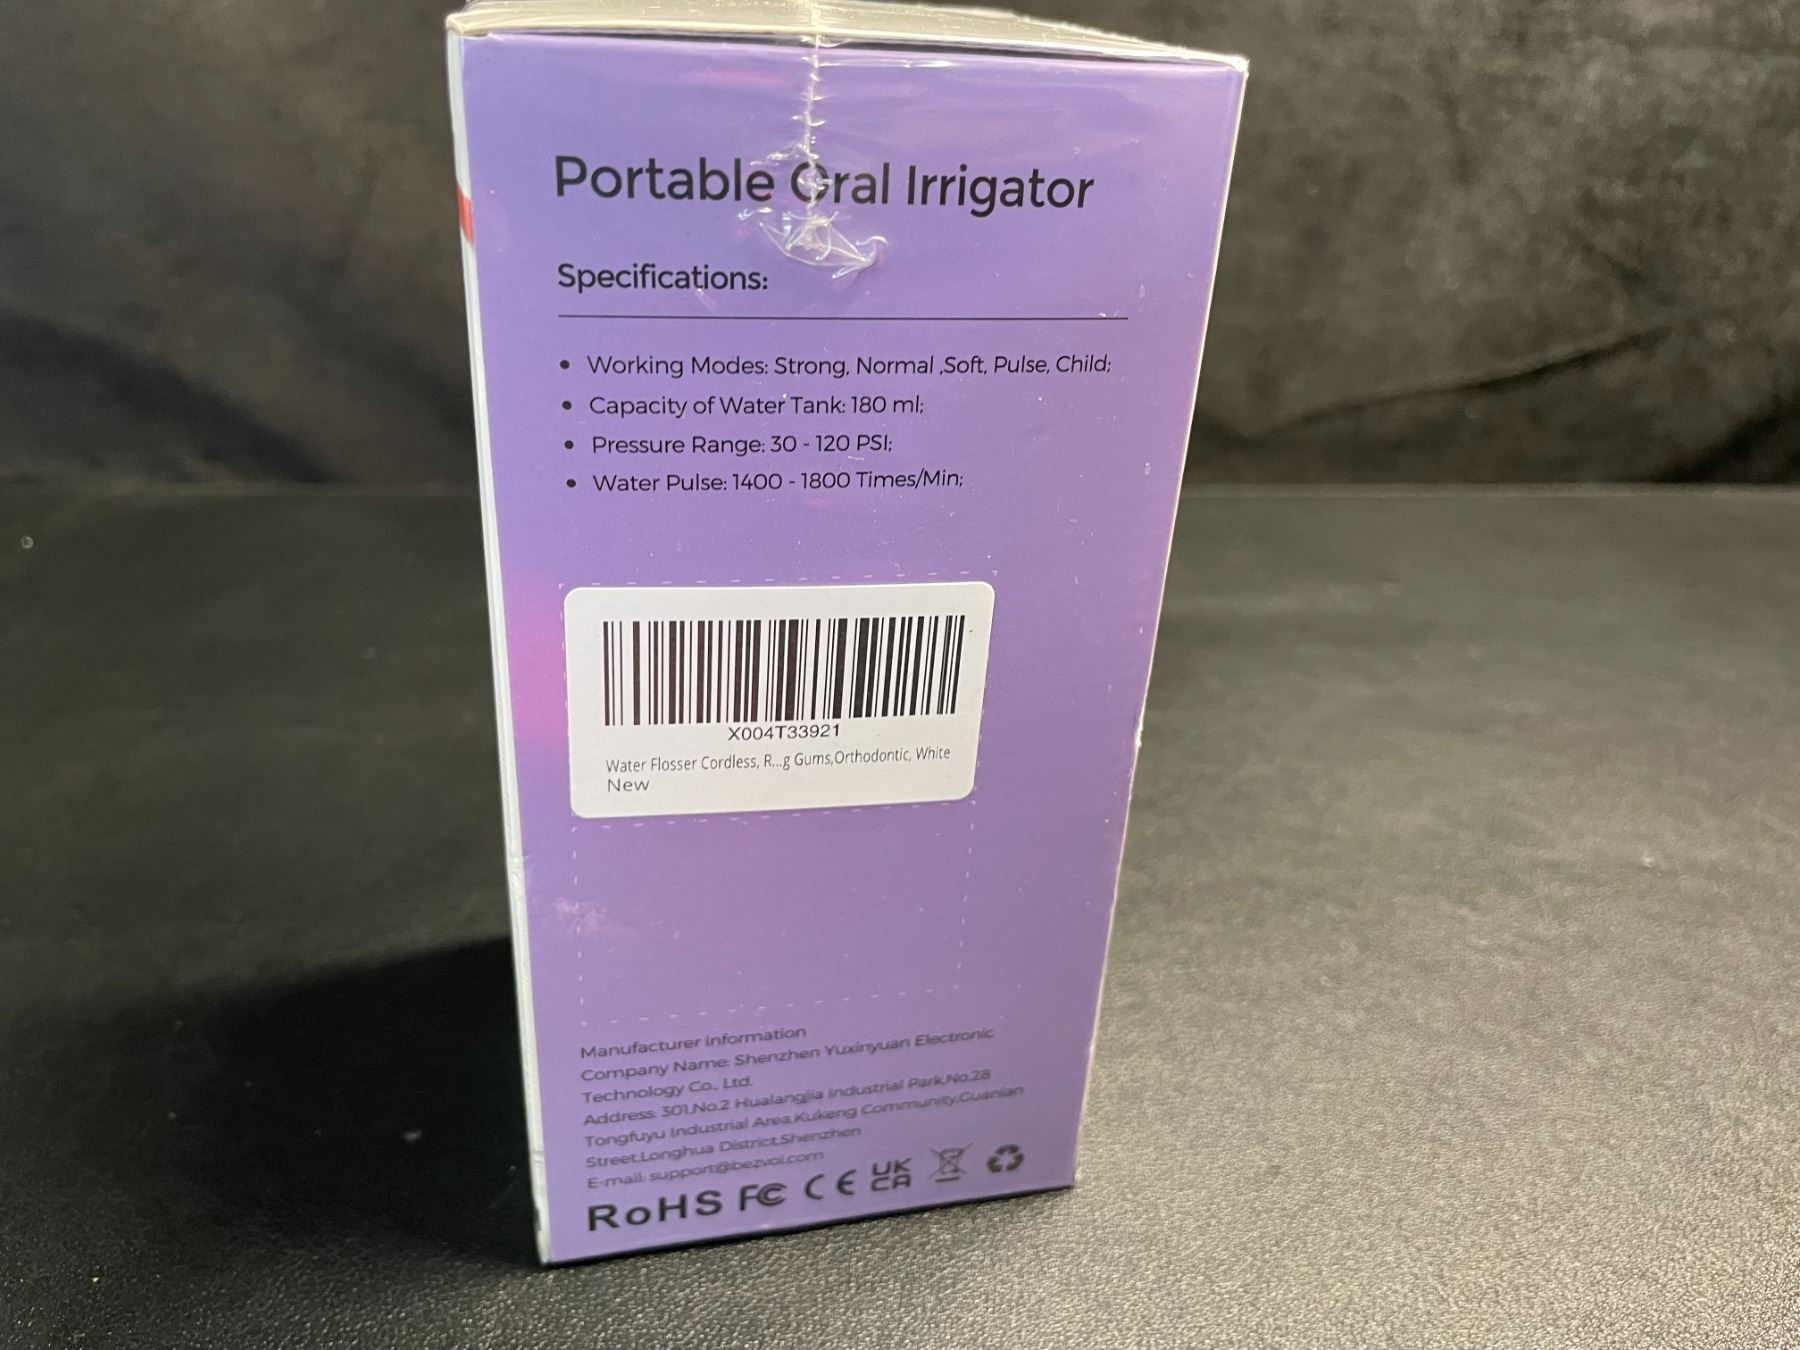 Portable Oral Irrigator
Specifications:
• Working Modes: Strong, Normal ,Soft, Pulse, Child;
• Capacity of Water Tank: 180 ml;
• Pressure Range: 30 - 120 PSI;
• Water Pulse: 1400 - 1800 Times/Min;
X004T33921
Water Flosser Cordless, R...g Gums,Orthodontic, White
New
Manufacturer Information
Company Name: Shenzhen Yuxinyuan Electronic
Technology Co., Ltd.
Address: 301,No.2 Hualangjia Industrial Park,No.28
Tongfuyu Industrial Area,Kukeng Community,Guanlan
Street,Longhua District,Shenzhen
E-mail: support@bezvoi.com
RoHS FC CE UK
CA